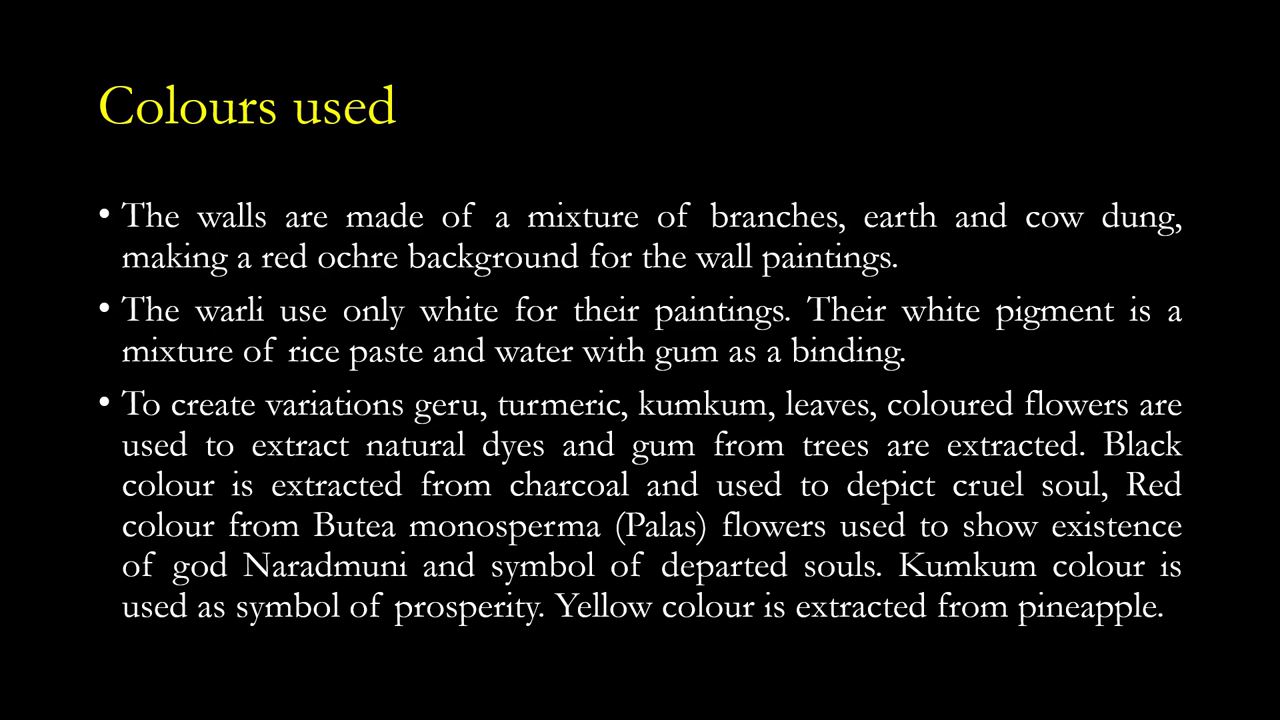 Colours used
• The walls are made of a mixture of branches, earth and cow dung,
making a red ochre background for the wall paintings.
• The warli use only white for their paintings. Their white pigment is a
mixture of rice paste and water with gum as a binding.
• To create variations geru, turmeric, kumkum, leaves, coloured flowers are
used to extract natural dyes and gum from trees are extracted. Black
colour is extracted from charcoal and used to depict cruel soul, Red
colour from Butea monosperma (Palas) flowers used to show existence
of god Naradmuni and symbol of departed souls. Kumkum colour is
used as symbol of prosperity. Yellow colour is extracted from pineapple.